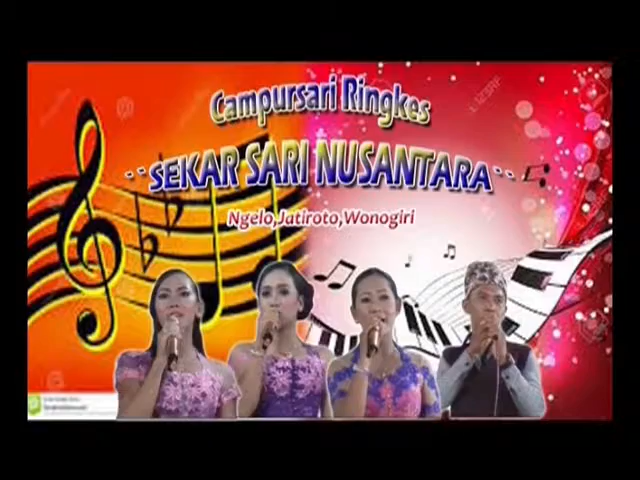 Campursari Ringkes
-- SEKAR SARI NUSANTARA --
Ngelo,Jatiroto,Wonogiri